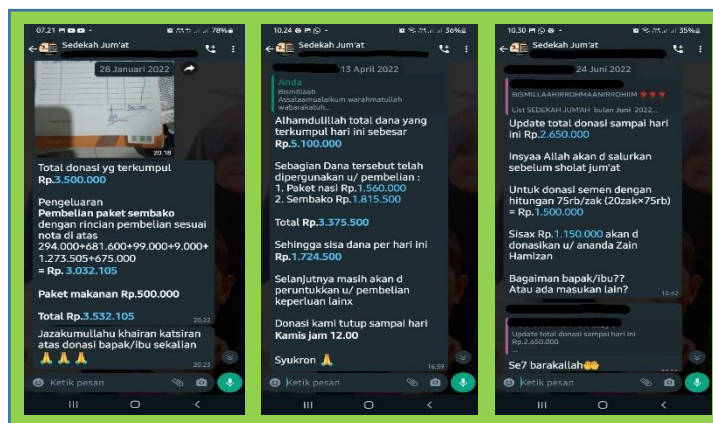 07.21
78%
Sedekah Jum'at
28 Januari 2022
20.18
Total donasi yg terkumpul
Rp.3.500.000
Pengeluaran
Pembelian paket sembako
dengan rincian pembelian sesuai
nota di atas
294.000+681.600+99.000+9.000+
1.273.505+675.000
= Rp. 3.032.105
Paket makanan Rp.500.000
Total Rp.3.532.105
20.22
Jazakumullahu khairan katsiran
atas donasi bapak/ibu sekalian
🙏🙏🙏
20.23
Ketik pesan
10.24
36%
Sedekah Jum'at
13 April 2022
Anda
Bismillaah
Assalaamualaikum warahmatullah
wabarakatuh...
Alhamdulillah total dana yang
terkumpul hari ini sebesar
Rp.5.100.000
Sebagian Dana tersebut telah
dipergunakan u/ pembelian :
1. Paket nasi Rp.1.560.000
2. Sembako Rp.1.815.500
Total Rp.3.375.500
Sehingga sisa dana per hari ini
Rp.1.724.500
Selanjutnya masih akan d
peruntukkan u/ pembelian
keperluan lainx
Donasi kami tutup sampai hari
Kamis jam 12.00
Syukron 🙏
16.59
Ketik pesan
10.30
35%
Sedekah Jum'at
24 Juni 2022
BISMILLAAHIRROHMAANIRROHIIM 🌹🌹🌹
List SEDEKAH JUM'AH bulan Juni 2022...
Update total donasi sampai hari
ini Rp.2.650.000
Insyaa Allah akan d salurkan
sebelum sholat jum'at
Untuk donasi semen dengan
hitungan 75rb/zak (20zak×75rb)
= Rp.1.500.000
Sisax Rp.1.150.000 akan d
donasikan u/ ananda Zain
Hamizan
Bagaiman bapak/ibu??
Atau ada masukan lain?
10.42
Update total donasi sampai hari ini
Rp.2.650.000
...
Se7 barakallah🤲
Ketik pesan